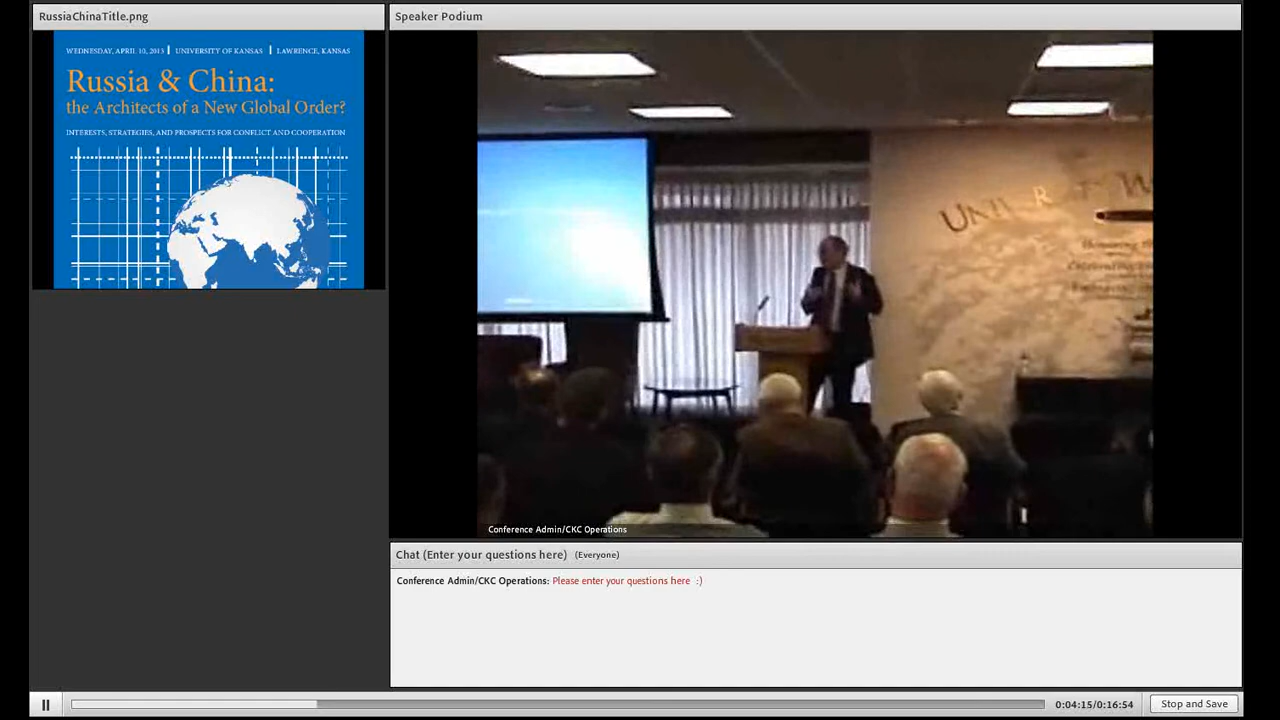 RussiaChinaTitle.png
WEDNESDAY, APRIL 10, 2013 | UNIVERSITY OF KANSAS | LAWRENCE, KANSAS
Russia & China:
the Architects of a New Global Order?
INTERESTS, STRATEGIES, AND PROSPECTS FOR CONFLICT AND COOPERATION
Speaker Podium
Conference Admin/CKC Operations
Chat (Enter your questions here) (Everyone)
Conference Admin/CKC Operations: Please enter your questions here :)
0:04:15/0:16:54
Stop and Save